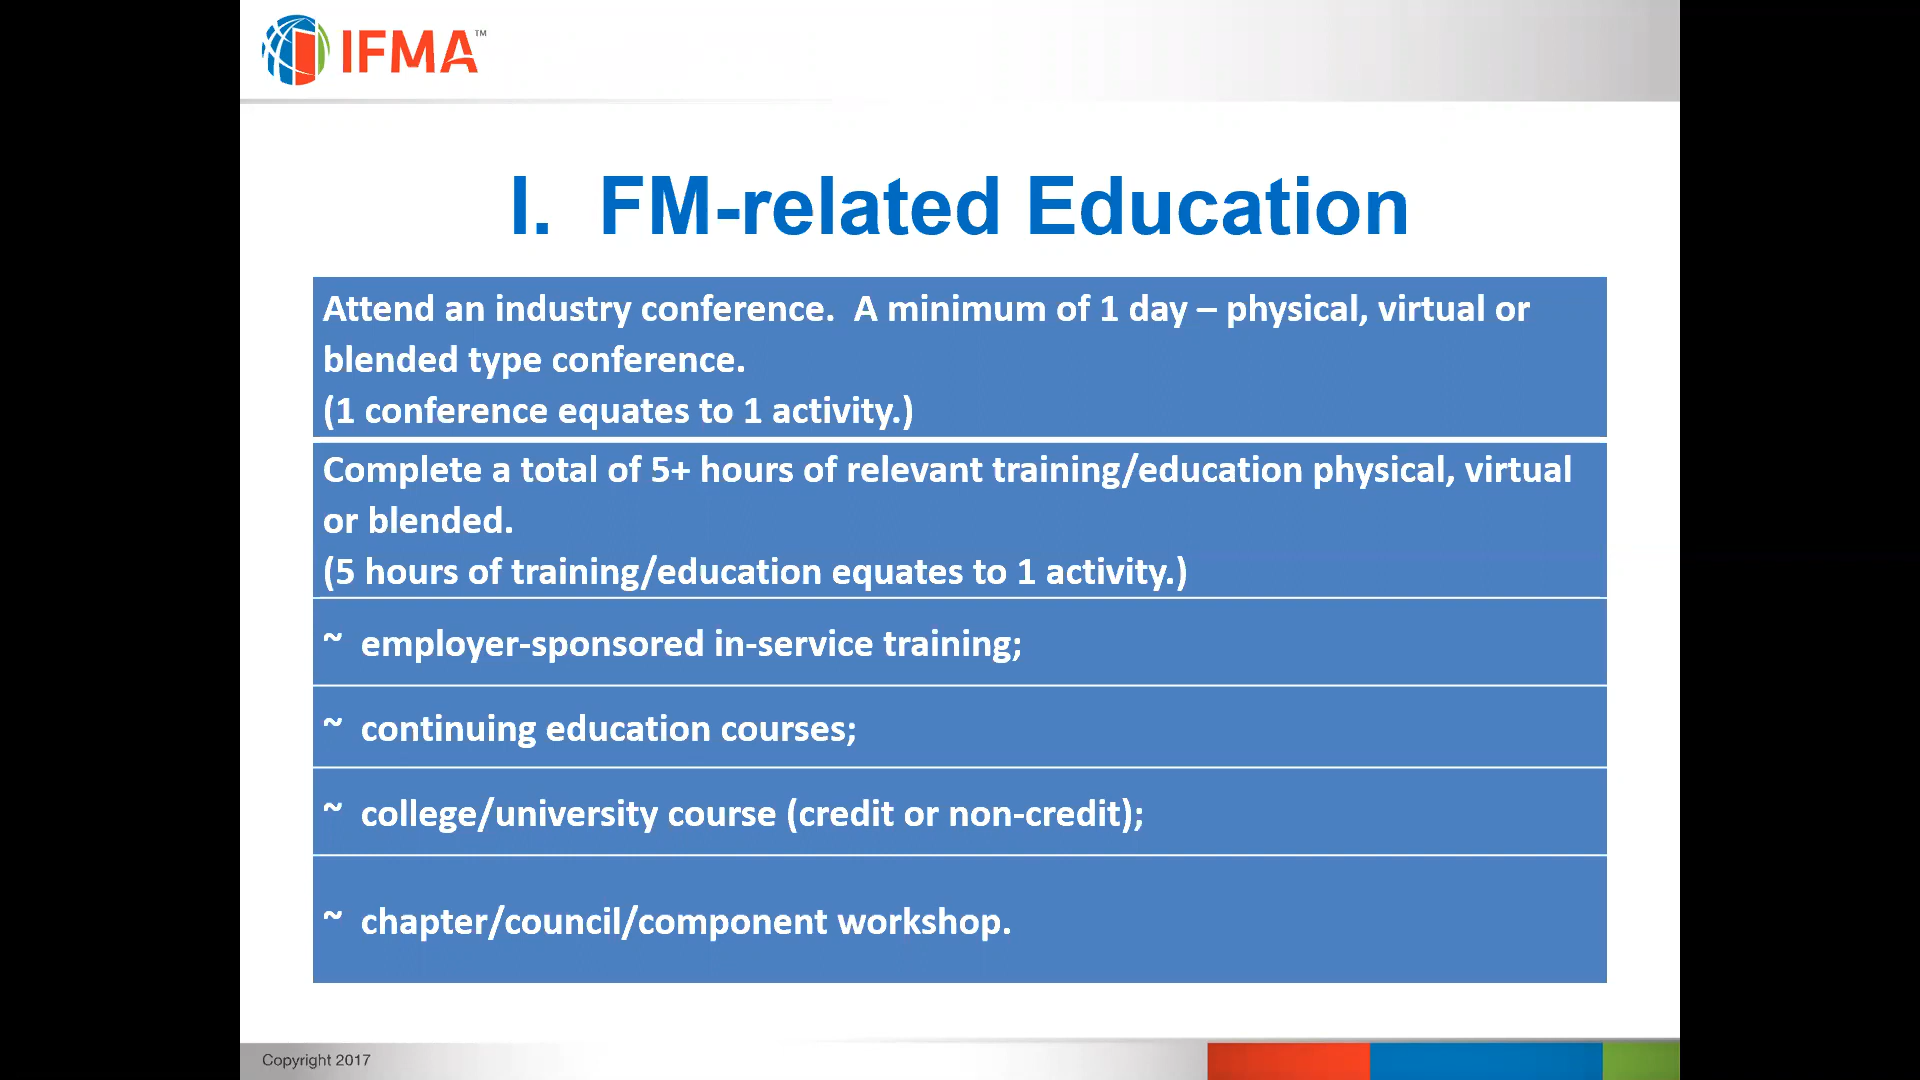 IFMA™
I. FM-related Education
Attend an industry conference. A minimum of 1 day – physical, virtual or
blended type conference.
(1 conference equates to 1 activity.)
Complete a total of 5+ hours of relevant training/education physical, virtual
or blended.
(5 hours of training/education equates to 1 activity.)
~ employer-sponsored in-service training;
~ continuing education courses;
~ college/university course (credit or non-credit);
~ chapter/council/component workshop.
Copyright 2017